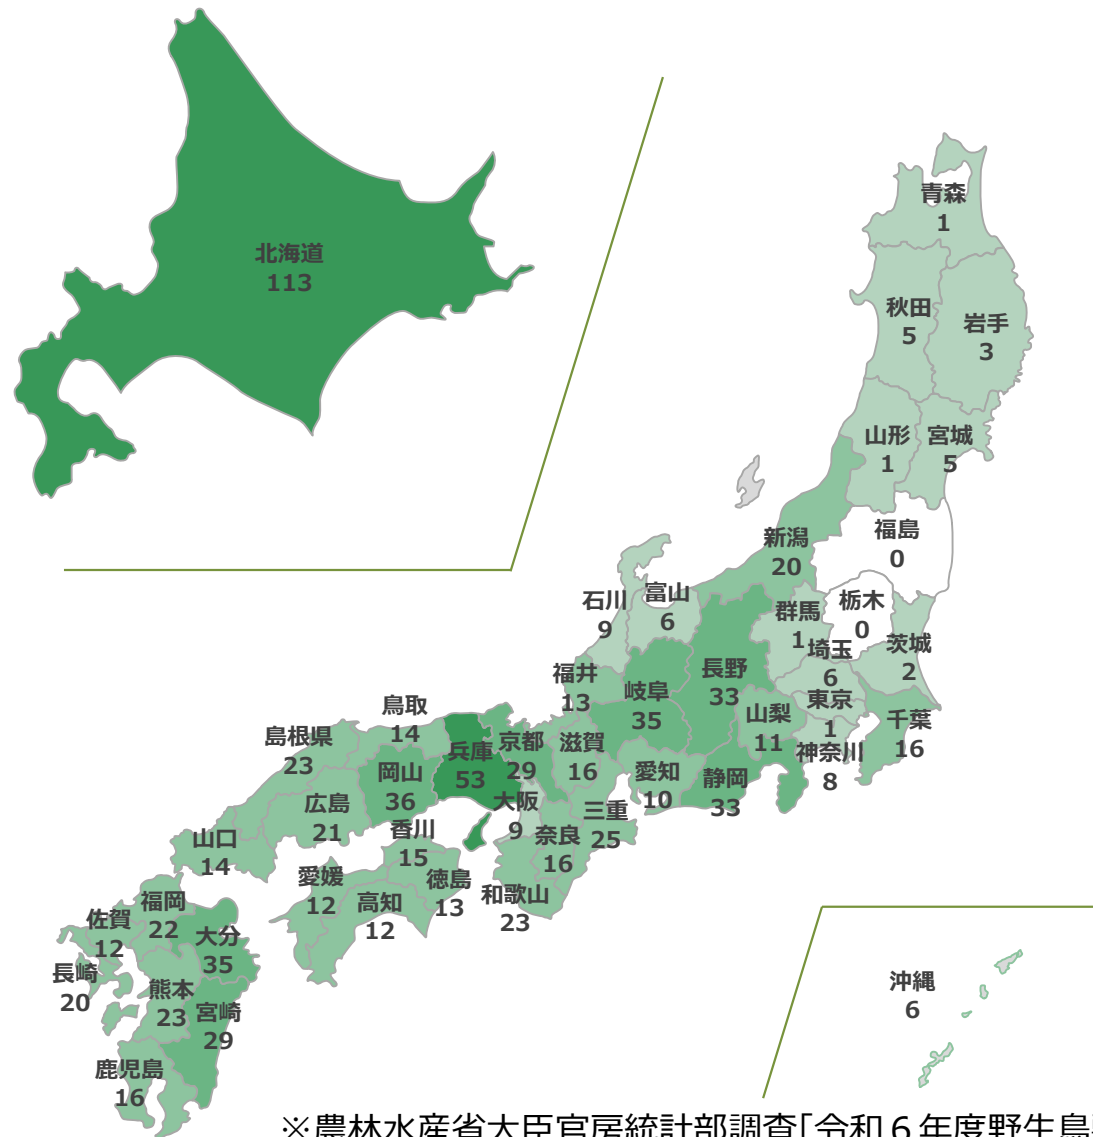 北海道
113
青森
1
秋田
5
岩手
3
山形
1
宮城
5
福島
0
新潟
20
栃木
0
群馬
1
茨城
2
埼玉
6
東京
1
千葉
16
神奈川
8
富山
6
石川
9
福井
13
長野
33
岐阜
35
山梨
11
静岡
33
愛知
10
滋賀
16
三重
25
京都
29
大阪
9
兵庫
53
奈良
16
和歌山
23
鳥取
14
島根県
23
岡山
36
広島
21
山口
14
香川
15
徳島
13
愛媛
12
高知
12
福岡
22
佐賀
12
長崎
20
大分
35
熊本
23
宮崎
29
鹿児島
16
沖縄
6
※農林水産省大臣官房統計部調査「令和６年度野生鳥